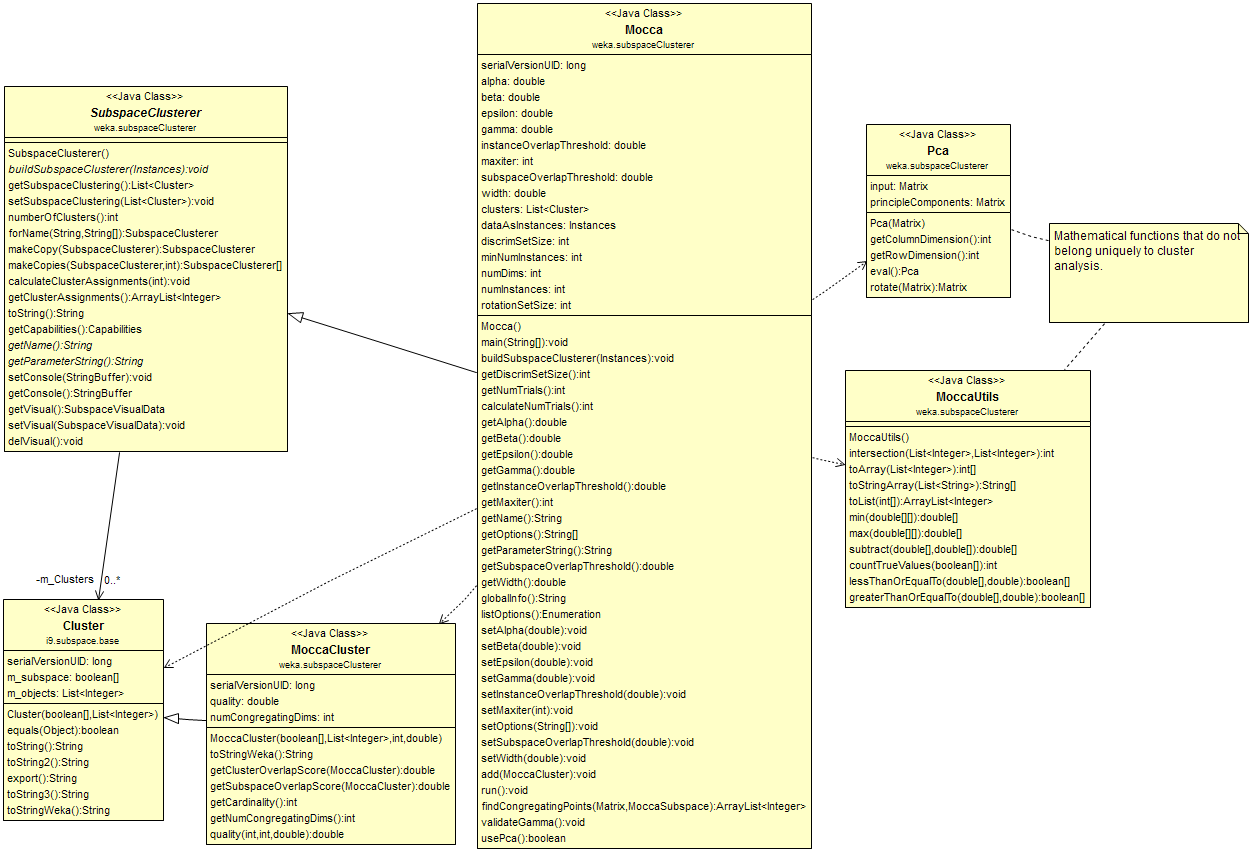 <<Java Class>>
SubspaceClusterer
weka.subspaceClusterer
SubspaceClusterer()
buildSubspaceClusterer(Instances):void
getSubspaceClustering():List<Cluster>
setSubspaceClustering(List<Cluster>):void
numberOfClusters():int
forName(String,String[]):SubspaceClusterer
makeCopy(SubspaceClusterer):SubspaceClusterer
makeCopies(SubspaceClusterer,int):SubspaceClusterer[]
calculateClusterAssignments(int):void
getClusterAssignments():ArrayList<Integer>
toString():String
getCapabilities():Capabilities
getName():String
getParameterString():String
setConsole(StringBuffer):void
getConsole():StringBuffer
getVisual():SubspaceVisualData
setVisual(SubspaceVisualData):void
delVisual():void
-m_Clusters
0..*
<<Java Class>>
Cluster
i9.subspace.base
serialVersionUID: long
m_subspace: boolean[]
m_objects: List<Integer>
Cluster(boolean[],List<Integer>)
equals(Object):boolean
toString():String
toString2():String
export():String
toString3():String
toStringWeka():String
<<Java Class>>
MoccaCluster
weka.subspaceClusterer
serialVersionUID: long
quality: double
numCongregatingDims: int
MoccaCluster(boolean[],List<Integer>,int,double)
toStringWeka():String
getClusterOverlapScore(MoccaCluster):double
getSubspaceOverlapScore(MoccaCluster):double
getCardinality():int
getNumCongregatingDims():int
quality(int,int,double):double
<<Java Class>>
Mocca
weka.subspaceClusterer
serialVersionUID: long
alpha: double
beta: double
epsilon: double
gamma: double
instanceOverlapThreshold: double
maxiter: int
subspaceOverlapThreshold: double
width: double
clusters: List<Cluster>
dataAsInstances: Instances
discrimSetSize: int
minNumInstances: int
numDims: int
numInstances: int
rotationSetSize: int
Mocca()
main(String[]):void
buildSubspaceClusterer(Instances):void
getDiscrimSetSize():int
getNumTrials():int
calculateNumTrials():int
getAlpha():double
getBeta():double
getEpsilon():double
getGamma():double
getInstanceOverlapThreshold():double
getMaxiter():int
getName():String
getOptions():String[]
getParameterString():String
getSubspaceOverlapThreshold():double
getWidth():double
globalInfo():String
listOptions():Enumeration
setAlpha(double):void
setBeta(double):void
setEpsilon(double):void
setGamma(double):void
setInstanceOverlapThreshold(double):void
setMaxiter(int):void
setOptions(String[]):void
setSubspaceOverlapThreshold(double):void
setWidth(double):void
add(MoccaCluster):void
run():void
findCongregatingPoints(Matrix,MoccaSubspace):ArrayList<Integer>
validateGamma():void
usePca():boolean
<<Java Class>>
Pca
weka.subspaceClusterer
input: Matrix
principleComponents: Matrix
Pca(Matrix)
getColumnDimension():int
getRowDimension():int
eval():Pca
rotate(Matrix):Matrix
Mathematical functions that do not
belong uniquely to cluster
analysis.
<<Java Class>>
MoccaUtils
weka.subspaceClusterer
MoccaUtils()
intersection(List<Integer>,List<Integer>):int
toArray(List<Integer>):int[]
toStringArray(List<String>):String[]
toList(int[]):ArrayList<Integer>
min(double[][]):double[]
max(double[][]):double[]
subtract(double[],double[]):double[]
countTrueValues(boolean[]):int
lessThanOrEqualTo(double[],double):boolean[]
greaterThanOrEqualTo(double[],double):boolean[]